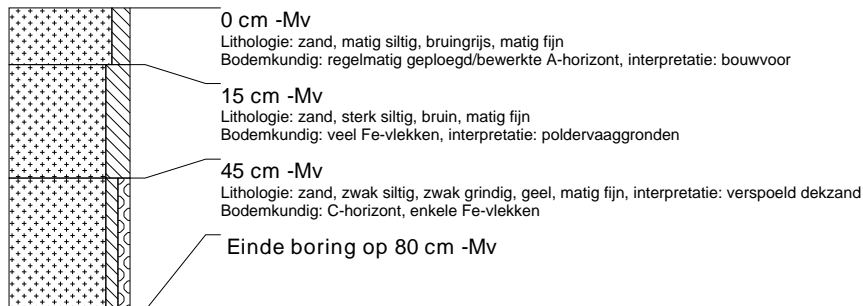 0 cm -Mv
Lithologie: zand, matig siltig, bruingrijs, matig fijn
Bodemkundig: regelmatig geploegd/bewerkte A-horizont, interpretatie: bouwvoor
15 cm -Mv
Lithologie: zand, sterk siltig, bruin, matig fijn
Bodemkundig: veel Fe-vlekken, interpretatie: poldervaaggronden
45 cm -Mv
Lithologie: zand, zwak siltig, zwak grindig, geel, matig fijn, interpretatie: verspoeld dekzand
Bodemkundig: C-horizont, enkele Fe-vlekken
Einde boring op 80 cm -Mv